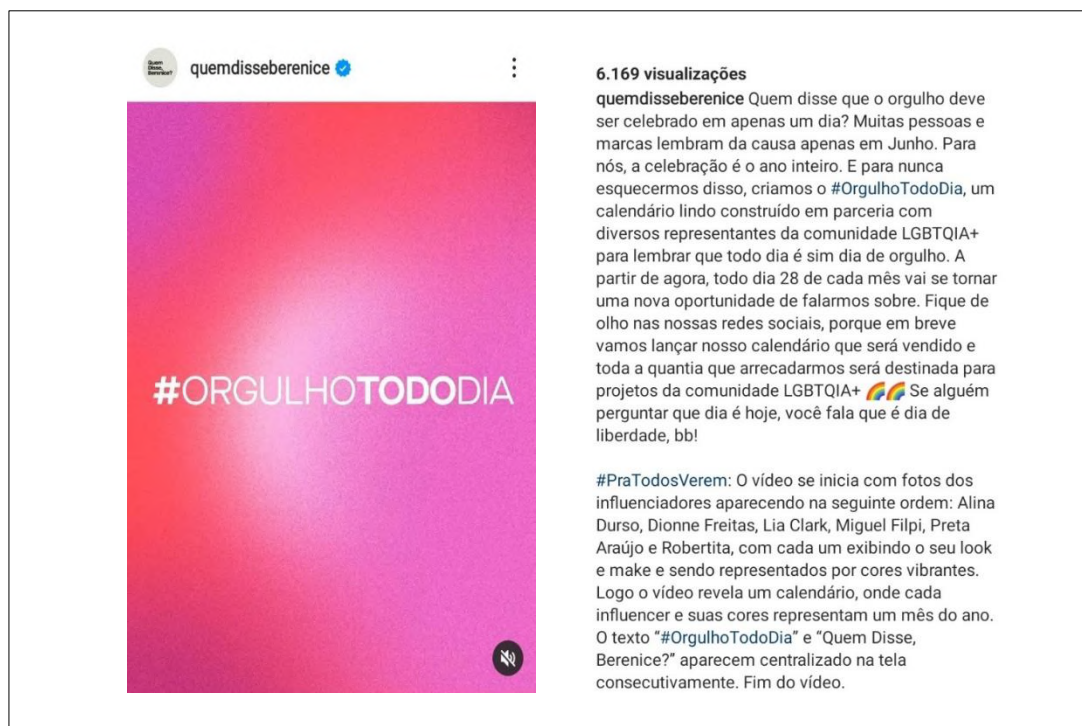 Quem
Disse,
Berenice?
quemdisseberenice
#ORGULHOTODODIA
6.169 visualizações
quemdisseberenice Quem disse que o orgulho deve
ser celebrado em apenas um dia? Muitas pessoas e
marcas lembram da causa apenas em Junho. Para
nós, a celebração é o ano inteiro. E para nunca
esquecermos disso, criamos o #OrgulhoTodoDia, um
calendário lindo construído em parceria com
diversos representantes da comunidade LGBTQIA+
para lembrar que todo dia é sim dia de orgulho. A
partir de agora, todo dia 28 de cada mês vai se tornar
uma nova oportunidade de falarmos sobre. Fique de
olho nas nossas redes sociais, porque em breve
vamos lançar nosso calendário que será vendido e
toda a quantia que arrecadarmos será destinada para
projetos da comunidade LGBTQIA+ 🌈🌈 Se alguém
perguntar que dia é hoje, você fala que é dia de
liberdade, bb!
#PraTodosVerem: O vídeo se inicia com fotos dos
influenciadores aparecendo na seguinte ordem: Alina
Durso, Dionne Freitas, Lia Clark, Miguel Filpi, Preta
Araújo e Robertita, com cada um exibindo o seu look
e make e sendo representados por cores vibrantes.
Logo o vídeo revela um calendário, onde cada
influencer e suas cores representam um mês do ano.
O texto “#OrgulhoTodoDia” e “Quem Disse,
Berenice?” aparecem centralizado na tela
consecutivamente. Fim do vídeo.